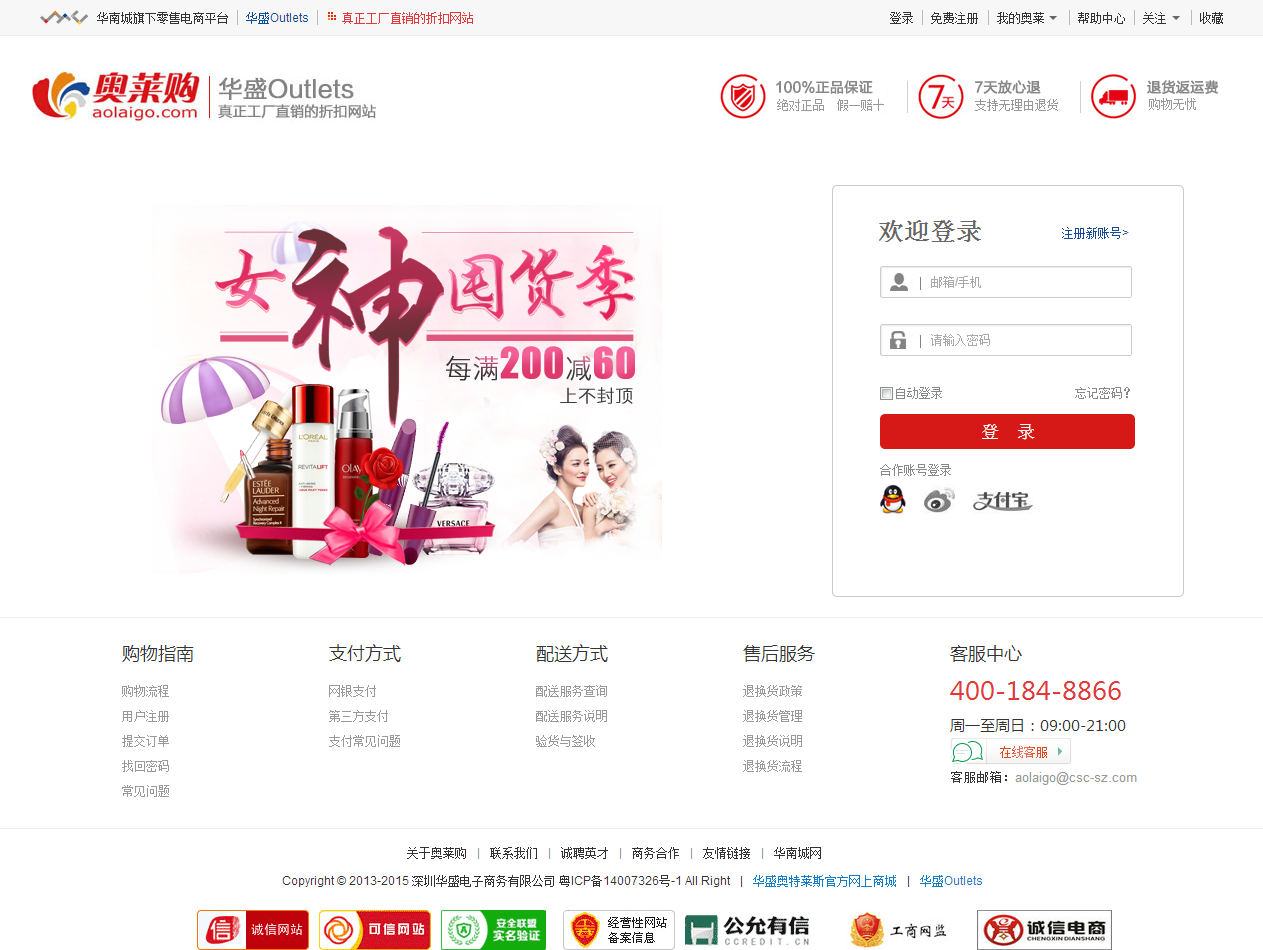 华南城旗下零售电商平台 华盛Outlets 真正工厂直销的折扣网站 登录 免费注册 我的奥莱 帮助中心 关注 收藏
奥莱购
aolaigo.com
华盛Outlets
真正工厂直销的折扣网站
100%正品保证
绝对正品 假一赔十
7天
7天放心退
支持无理由退货
退货返运费
购物无忧
女神囤货季
每满200减60
上不封顶
L'ORÉAL
REVITALIFT
OLAY
ESTĒE
LAUDER
Advanced
Night Repair
VERSACE
欢迎登录 注册新账号>
| 邮箱/手机
| 请输入密码
自动登录 忘记密码?
登 录
合作账号登录
支付宝
购物指南
购物流程
用户注册
提交订单
找回密码
常见问题
支付方式
网银支付
第三方支付
支付常见问题
配送方式
配送服务查询
配送服务说明
验货与签收
售后服务
退换货政策
退换货管理
退换货说明
退换货流程
客服中心
400-184-8866
周一至周日：09:00-21:00
在线客服
客服邮箱：aolaigo@csc-sz.com
关于奥莱购 | 联系我们 | 诚聘英才 | 商务合作 | 友情链接 | 华南城网
Copyright © 2013-2015 深圳华盛电子商务有限公司 粤ICP备14007326号-1 All Right | 华盛奥特莱斯官方网上商城 | 华盛Outlets
信 诚信网站
可信网站
安全联盟
实名验证
经营性网站
备案信息
公允有信
CCREDIT.CN
工商网监
诚信电商
CHENGXIN DIANSHANG